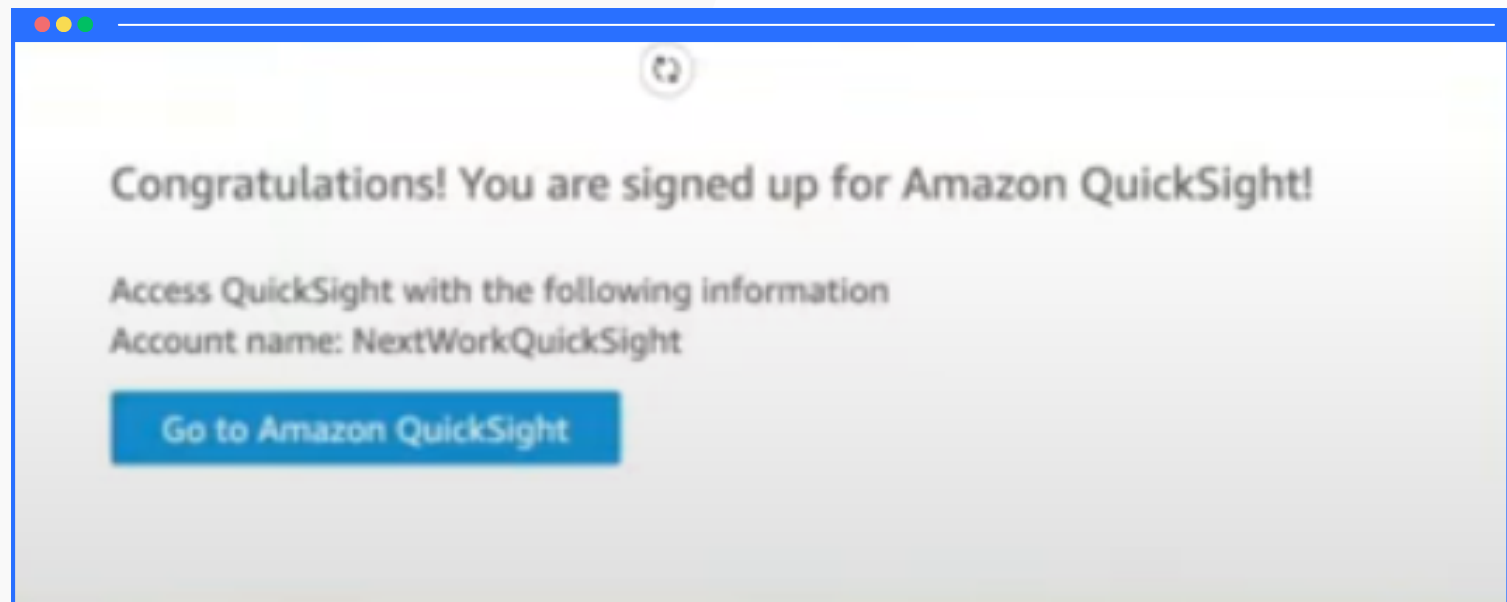 Congratulations! You are signed up for Amazon QuickSight!
Access QuickSight with the following information
Account name: NextWorkQuickSight
Go to Amazon QuickSight